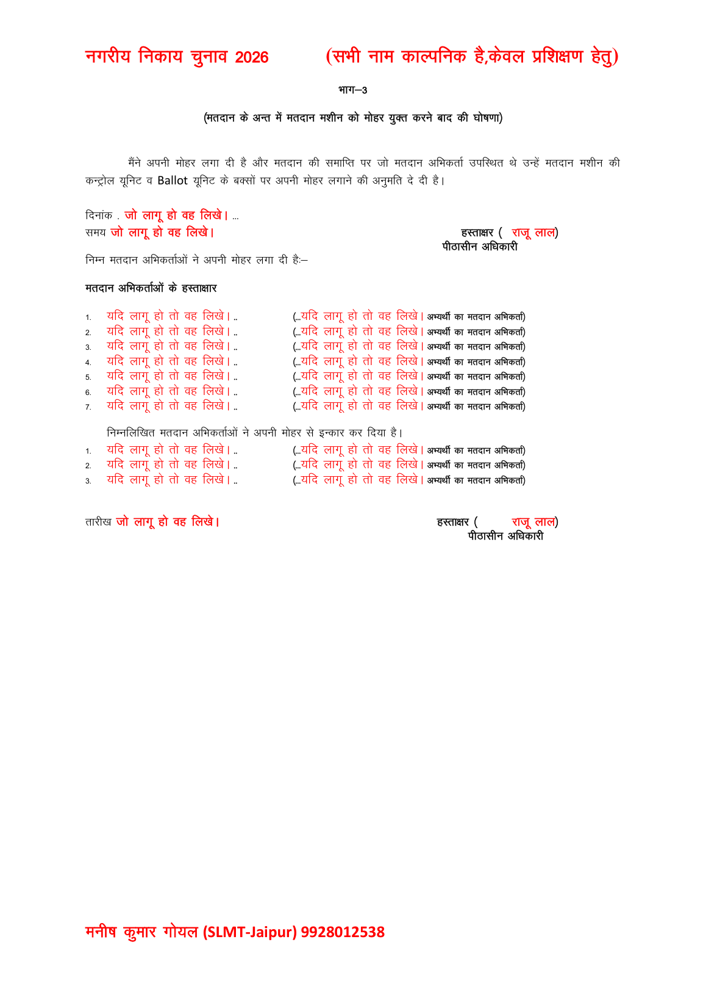 नगरीय निकाय चुनाव 2026 (सभी नाम काल्पनिक है,केवल प्रशिक्षण हेतु)
भाग–3
(मतदान के अन्त में मतदान मशीन को मोहर युक्त करने बाद की घोषणा)
मैंने अपनी मोहर लगा दी है और मतदान की समाप्ति पर जो मतदान अभिकर्ता उपस्थित थे उन्हें मतदान मशीन की
कन्ट्रोल यूनिट व Ballot यूनिट के बक्सों पर अपनी मोहर लगाने की अनुमति दे दी है।
दिनांक . जो लागू हो वह लिखे। ...
समय जो लागू हो वह लिखे। हस्ताक्षर ( राजू लाल)
पीठासीन अधिकारी
निम्न मतदान अभिकर्ताओं ने अपनी मोहर लगा दी है:–
मतदान अभिकर्ताओं के हस्ताक्षार
1. यदि लागू हो तो वह लिखे। .. (...यदि लागू हो तो वह लिखे। अभ्यर्थी का मतदान अभिकर्ता)
2. यदि लागू हो तो वह लिखे। .. (...यदि लागू हो तो वह लिखे। अभ्यर्थी का मतदान अभिकर्ता)
3. यदि लागू हो तो वह लिखे। .. (...यदि लागू हो तो वह लिखे। अभ्यर्थी का मतदान अभिकर्ता)
4. यदि लागू हो तो वह लिखे। .. (...यदि लागू हो तो वह लिखे। अभ्यर्थी का मतदान अभिकर्ता)
5. यदि लागू हो तो वह लिखे। .. (...यदि लागू हो तो वह लिखे। अभ्यर्थी का मतदान अभिकर्ता)
6. यदि लागू हो तो वह लिखे। .. (...यदि लागू हो तो वह लिखे। अभ्यर्थी का मतदान अभिकर्ता)
7. यदि लागू हो तो वह लिखे। .. (...यदि लागू हो तो वह लिखे। अभ्यर्थी का मतदान अभिकर्ता)
निम्नलिखित मतदान अभिकर्ताओं ने अपनी मोहर से इन्कार कर दिया है।
1. यदि लागू हो तो वह लिखे। .. (...यदि लागू हो तो वह लिखे। अभ्यर्थी का मतदान अभिकर्ता)
2. यदि लागू हो तो वह लिखे। .. (...यदि लागू हो तो वह लिखे। अभ्यर्थी का मतदान अभिकर्ता)
3. यदि लागू हो तो वह लिखे। .. (...यदि लागू हो तो वह लिखे। अभ्यर्थी का मतदान अभिकर्ता)
तारीख जो लागू हो वह लिखे। हस्ताक्षर ( राजू लाल)
पीठासीन अधिकारी
मनीष कुमार गोयल (SLMT-Jaipur) 9928012538